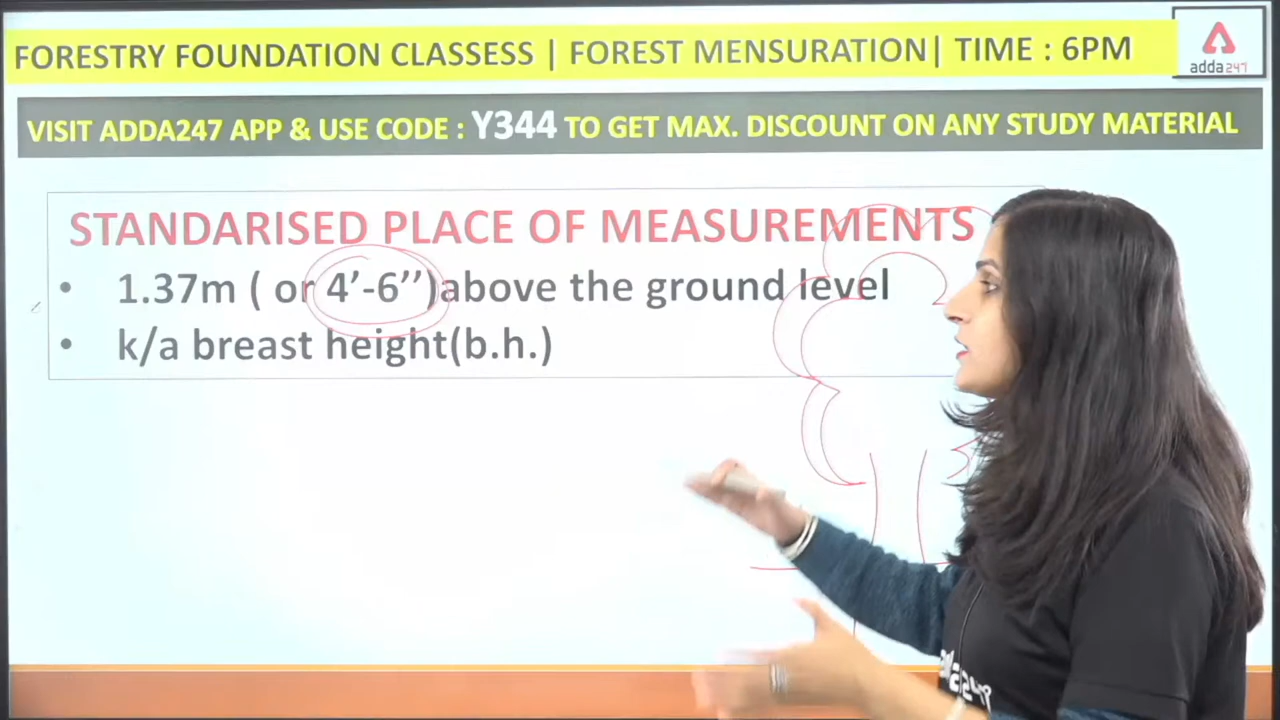 FORESTRY FOUNDATION CLASSESS | FOREST MENSURATION| TIME : 6PM
adda247
VISIT ADDA247 APP & USE CODE : Y344 TO GET MAX. DISCOUNT ON ANY STUDY MATERIAL
STANDARISED PLACE OF MEASUREMENTS
• 1.37m ( or 4’-6’’)above the ground level
• k/a breast height(b.h.)